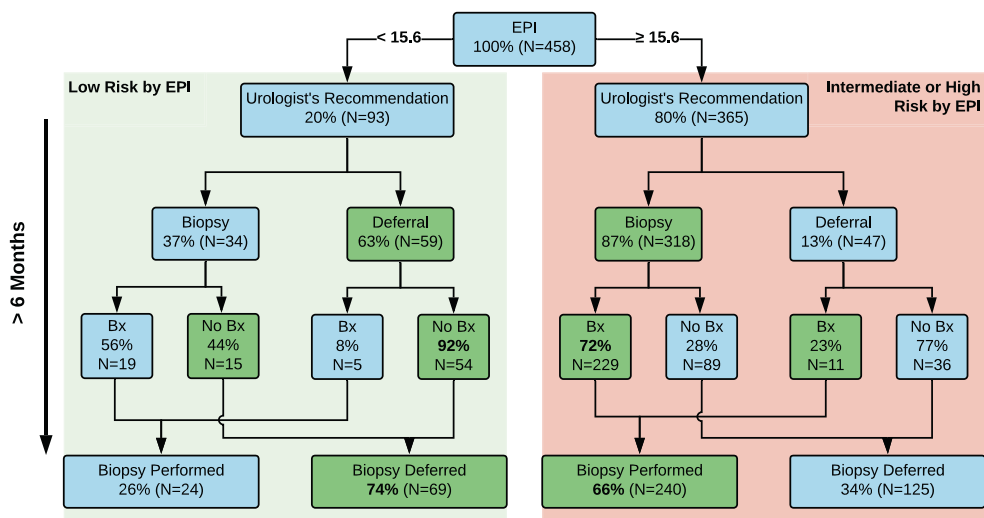 EPI
100% (N=458)
< 15.6
≥ 15.6
Low Risk by EPI
Intermediate or High
Risk by EPI
Urologist's Recommendation
20% (N=93)
Urologist's Recommendation
80% (N=365)
> 6 Months
Biopsy
37% (N=34)
Deferral
63% (N=59)
Biopsy
87% (N=318)
Deferral
13% (N=47)
Bx
56%
N=19
No Bx
44%
N=15
Bx
8%
N=5
No Bx
92%
N=54
Bx
72%
N=229
No Bx
28%
N=89
Bx
23%
N=11
No Bx
77%
N=36
Biopsy Performed
26% (N=24)
Biopsy Deferred
74% (N=69)
Biopsy Performed
66% (N=240)
Biopsy Deferred
34% (N=125)